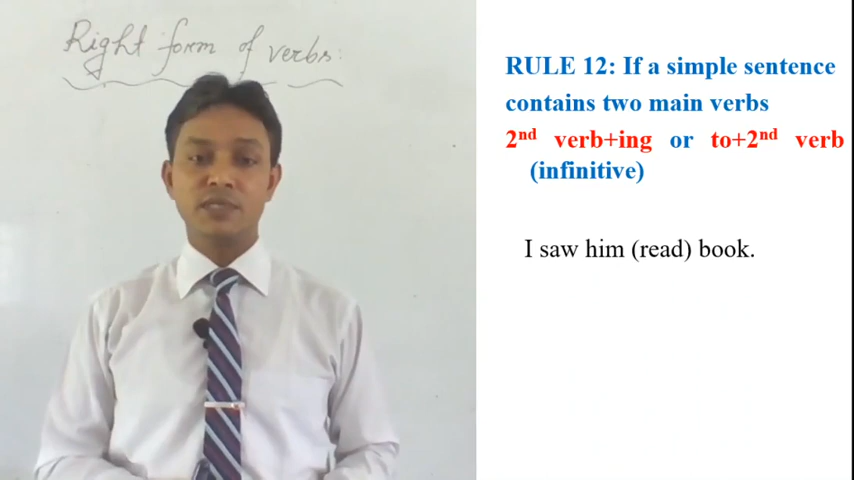 Right form of verbs:
RULE 12: If a simple sentence
contains two main verbs
2nd verb+ing or to+2nd verb
(infinitive)
I saw him (read) book.